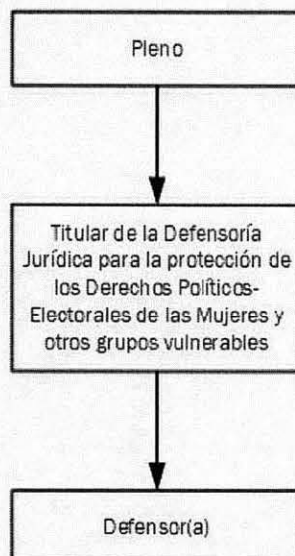 Pleno
Titular de la Defensoría
Jurídica para la protección de
los Derechos Políticos-
Electorales de las Mujeres y
otros grupos vulnerables
Defensor(a)